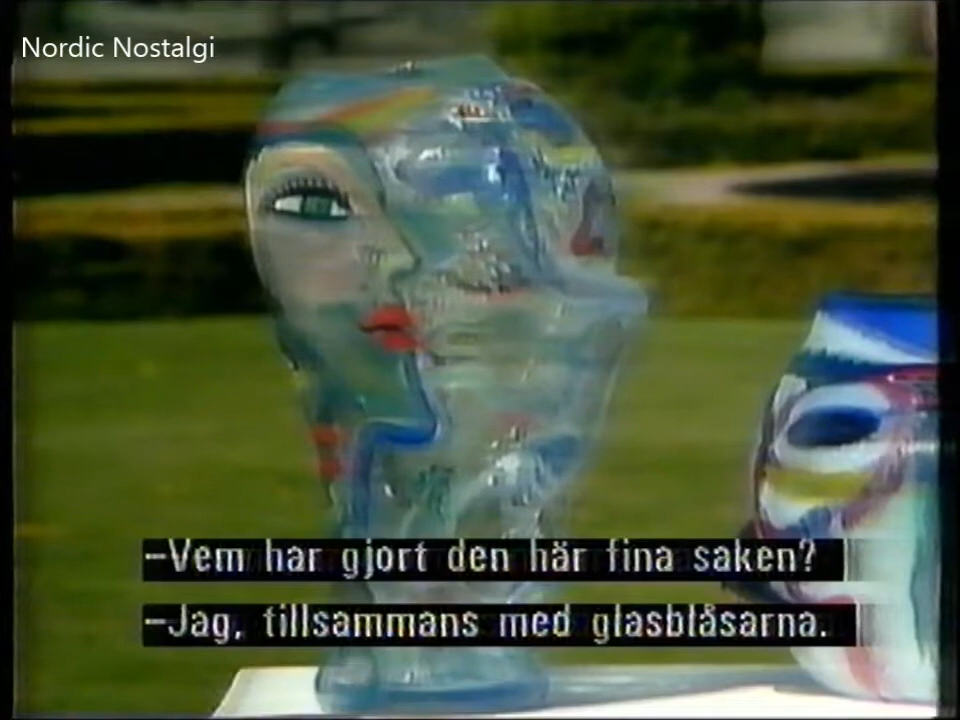 Nordic Nostalgi
–Vem har gjort den här fina saken?
–Jag, tillsammans med glasblåsarna.